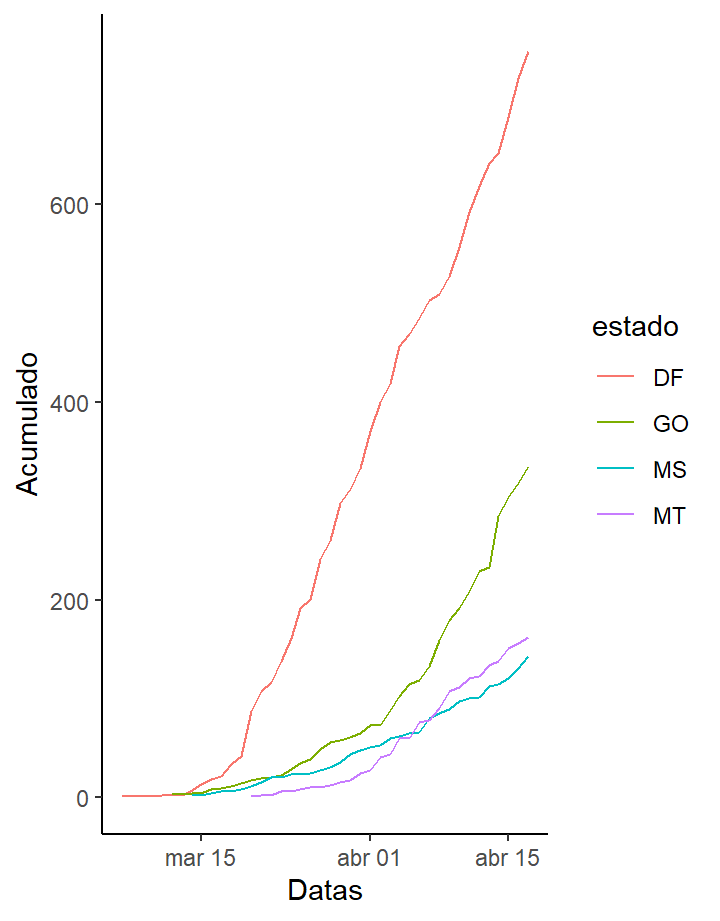 600
400
200
0
Acumulado
mar 15
abr 01
abr 15
Datas
estado
DF
GO
MS
MT